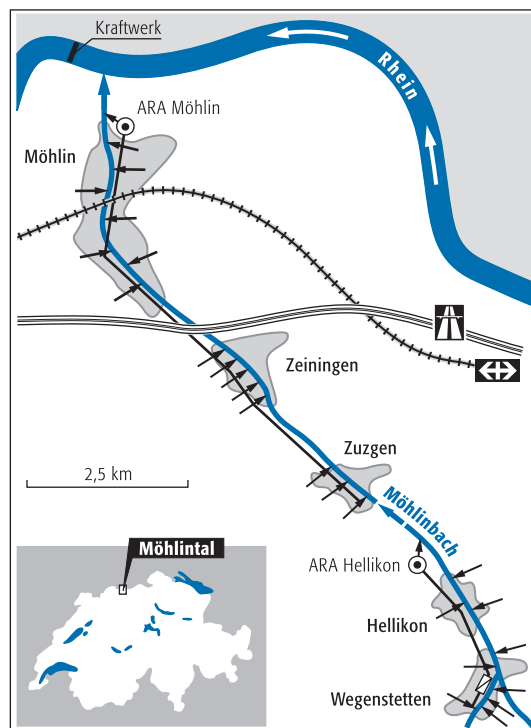 Kraftwerk
Rhein
ARA Möhlin
Möhlin
Zeiningen
Zuzgen
2,5 km
Möhlinbach
Möhlintal
ARA Hellikon
Hellikon
Wegenstetten